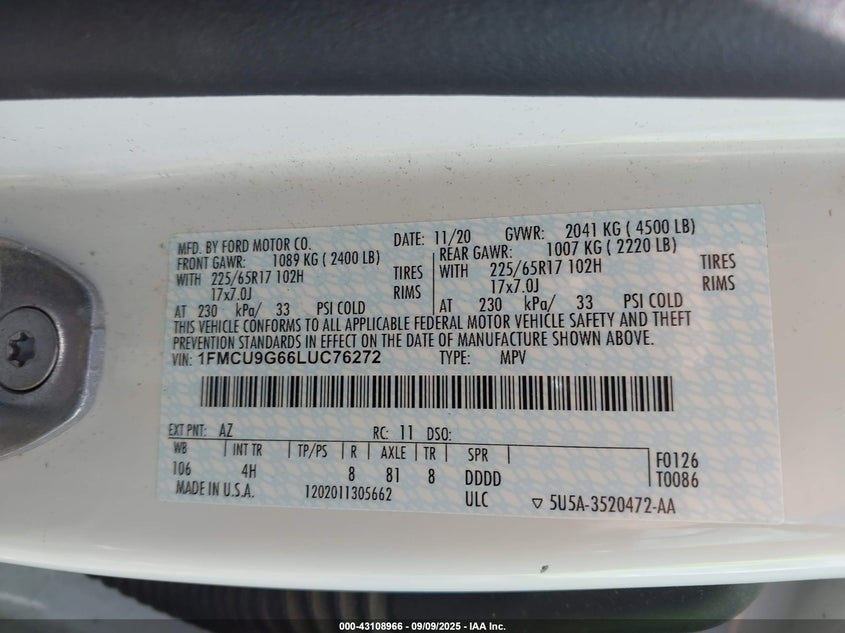 MFD. BY FORD MOTOR CO. DATE: 11/20 GVWR: 2041 KG ( 4500 LB)
FRONT GAWR: 1089 KG ( 2400 LB) REAR GAWR: 1007 KG ( 2220 LB)
WITH 225/65R17 102H TIRES WITH 225/65R17 102H TIRES
17x7.0J RIMS 17x7.0J RIMS
AT 230 kPa/ 33 PSI COLD AT 230 kPa/ 33 PSI COLD
THIS VEHICLE CONFORMS TO ALL APPLICABLE FEDERAL MOTOR VEHICLE SAFETY AND THEFT
PREVENTION STANDARDS IN EFFECT ON THE DATE OF MANUFACTURE SHOWN ABOVE.
VIN: 1FMCU9G66LUC76272 TYPE: MPV
EXT PNT: AZ RC: 11 DSO:
WB INT TR TP/PS R AXLE TR SPR
106 4H 8 81 8 DDDD
F0126
T0086
MADE IN U.S.A. 1202011305662 ULC ▽ 5U5A-3520472-AA
000-43108966 - 09/09/2025 - IAA Inc.